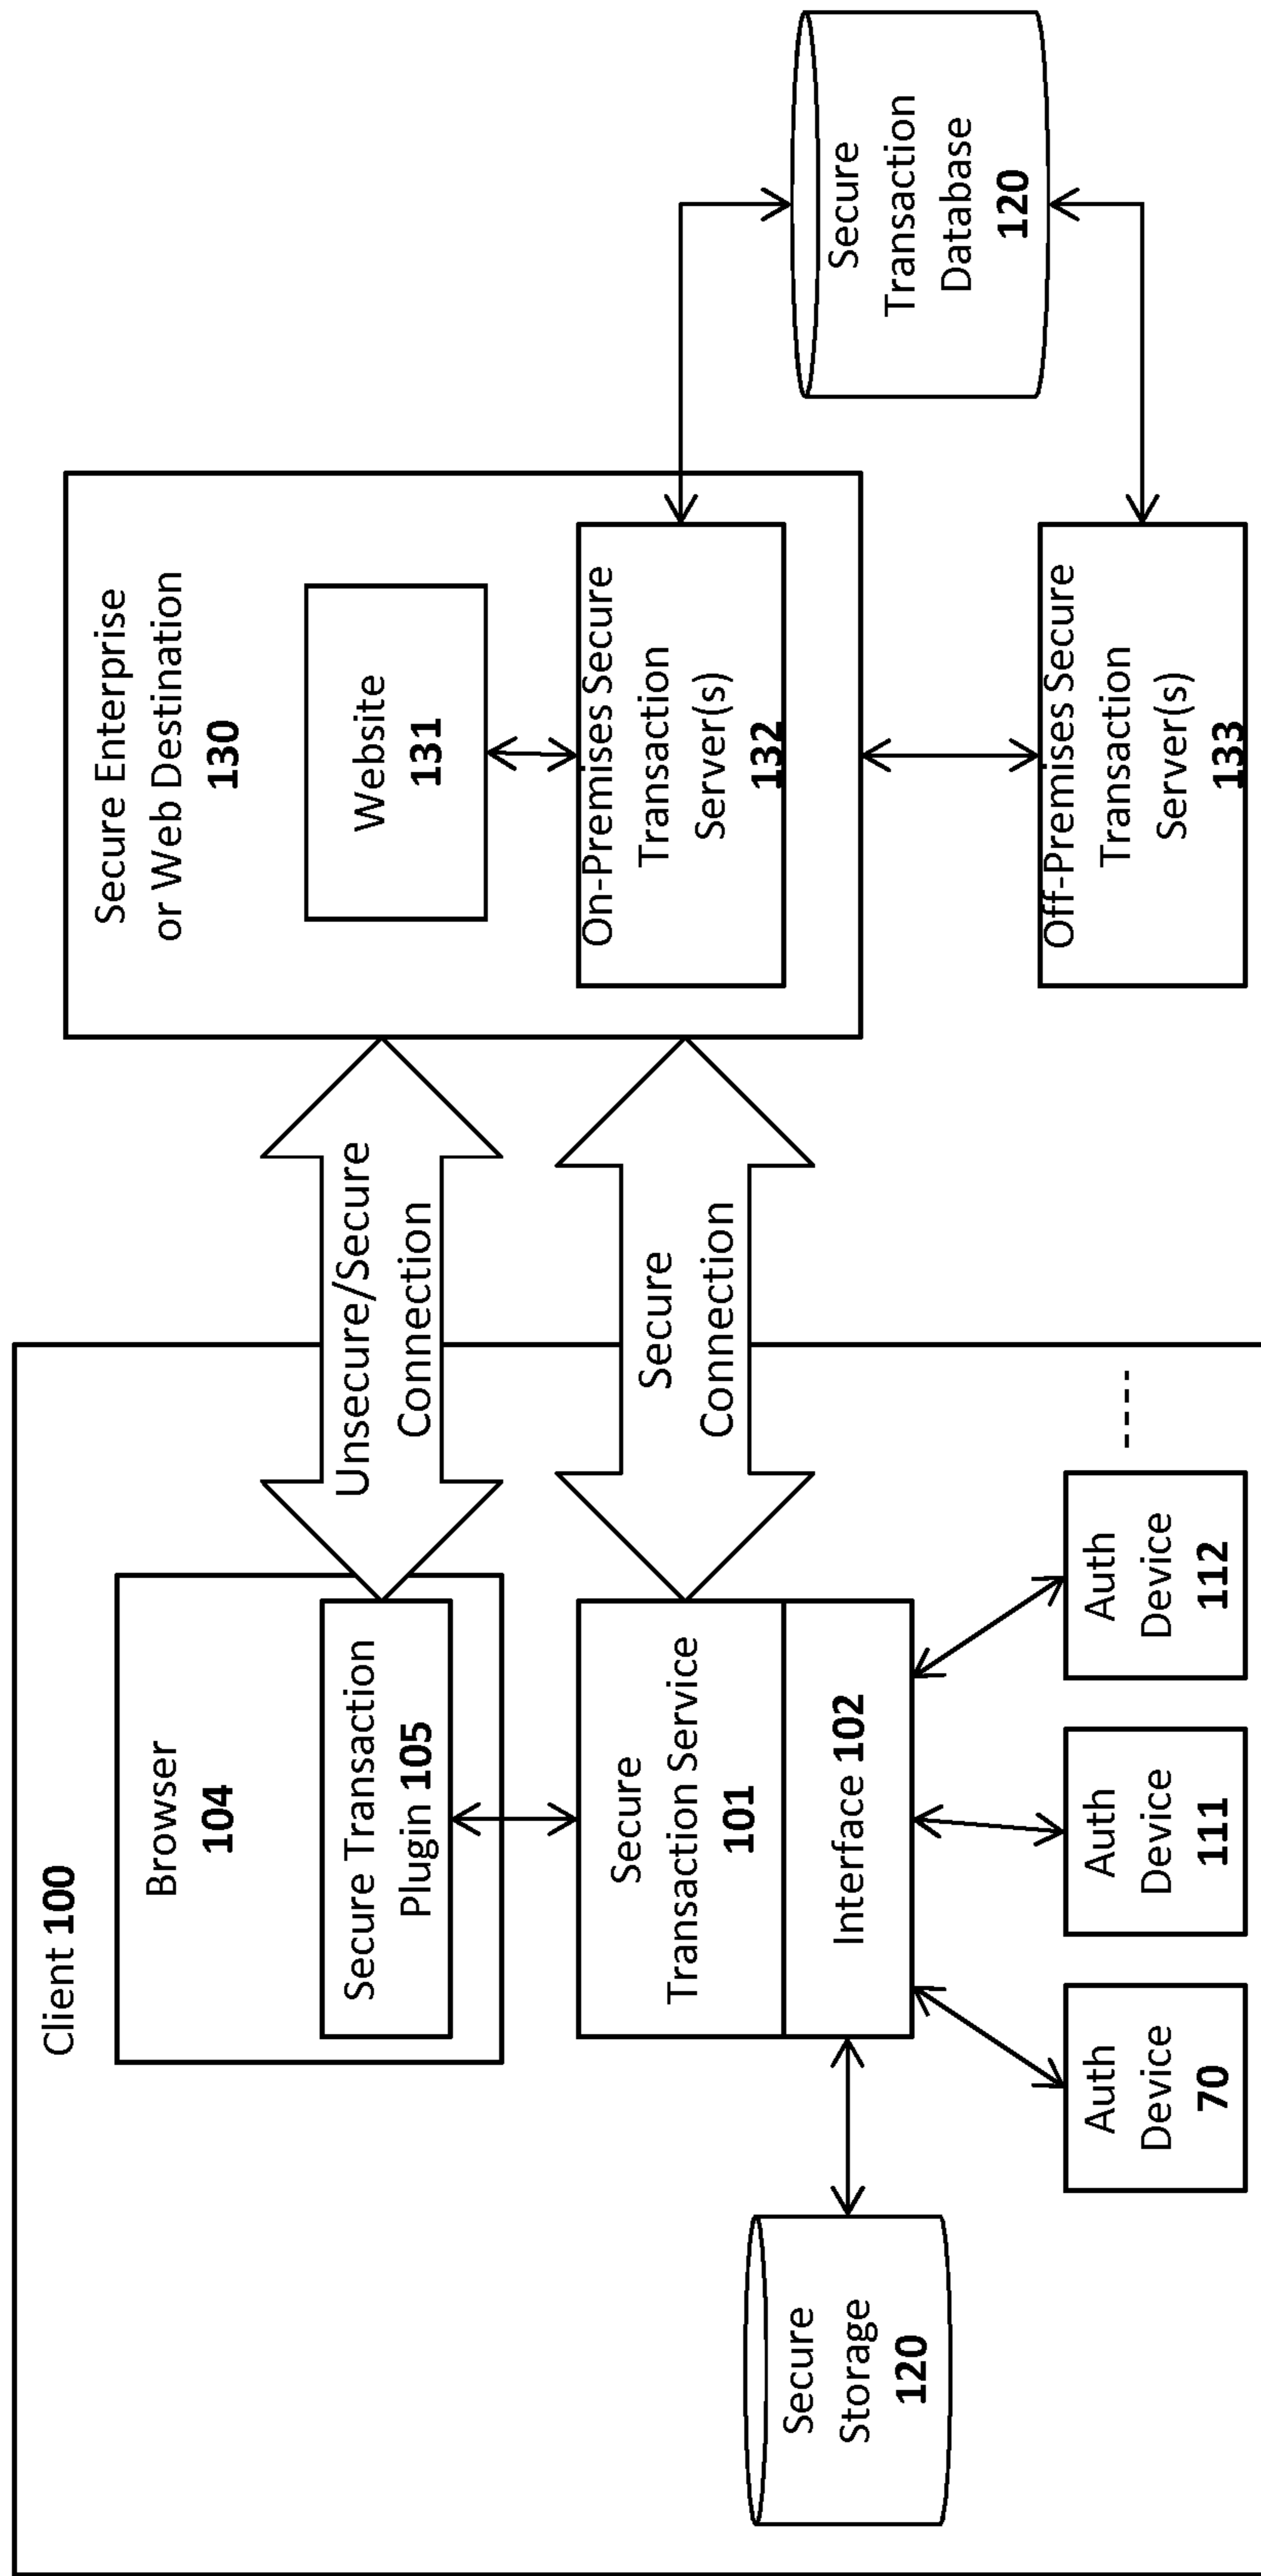 Client 100
Browser
104
Secure Transaction
Plugin 105
Secure
Transaction Service
101
Interface 102
Secure
Storage
120
Auth
Device
70
Auth
Device
111
Auth
Device
112
-----
Unsecure/Secure
Connection
Secure
Connection
Secure Enterprise
or Web Destination
130
Website
131
On-Premises Secure
Transaction
Server(s)
132
Off-Premises Secure
Transaction
Server(s)
133
Secure
Transaction
Database
120